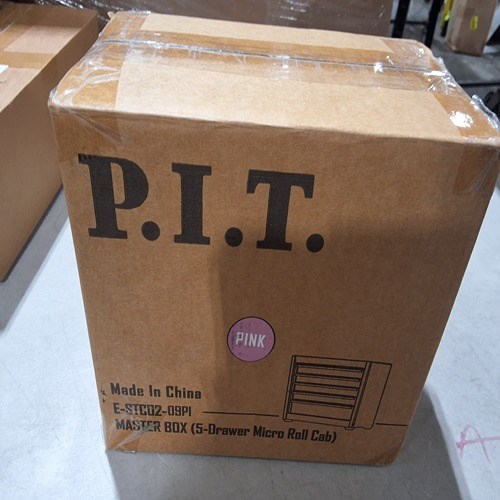 P.I.T.
PINK
Made In China
E-STC02-09PI
MASTER BOX (5-Drawer Micro Roll Cab)